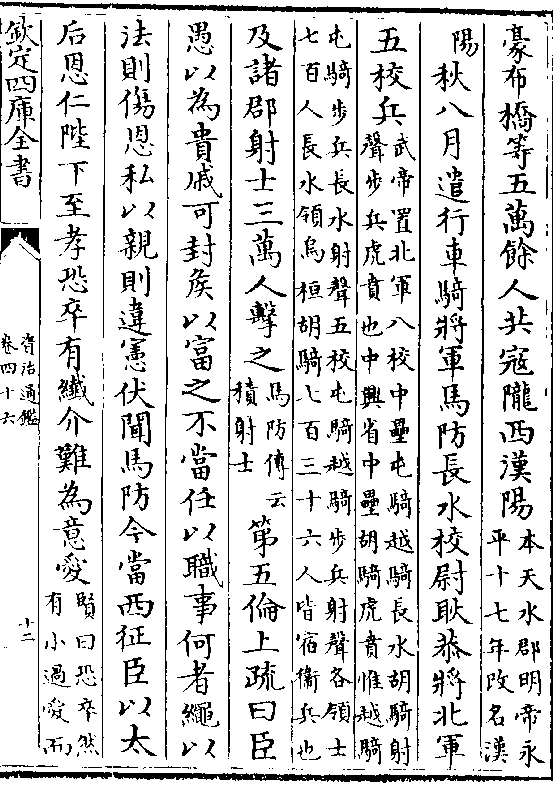 豪布橋等五萬餘人共寇隴西漢陽本天水郡明帝永
平十七年改名漢
陽秋八月遣行車騎將軍馬防長水校尉耿恭將北軍
五校兵武帝置北軍八校中壘屯騎越騎長水胡騎射
聲步兵虎賁也中興省中壘胡騎虎賁惟越騎
屯騎步兵長水射聲五校屯騎越騎步兵射聲各領士
七百人長水領烏桓胡騎七百三十六人皆宿衞兵也
及諸郡射士三萬人擊之馬防傳云
積射士第五倫上疏曰臣
愚以為貴戚可封矦以富之不當任以職事何者繩以
法則傷恩私以親則違憲伏聞馬防今當西征臣以太
后恩仁陛下至孝恐卒有纎介難為意愛賢曰恐卒然
有小過愛而
欽定四庫全書
資治通鑑
卷四十六
十二